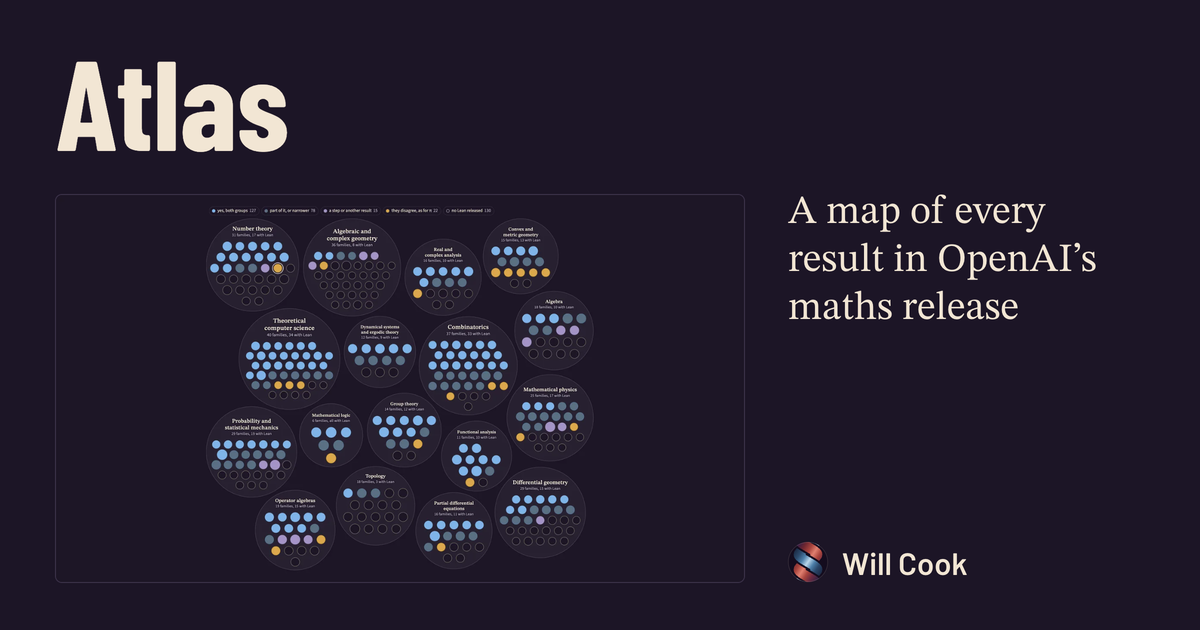 Atlas
yes, both groups 127
part of it, or narrower 78
a step or another result
they disagree, as for n 22
no Lean released
Number theory
Algebraic and
complex geometry
Real and
complex analysis
Convex and
metric geometry
Algebra
Theoretical
computer science
Dynamical systems
and ergodic theory
Combinatorics
Mathematical physics
Probability and
statistical mechanics
Mathematical logic
Group theory
Functional analysis
Topology
Operator algebras
Partial differential
equations
Differential geometry
A map of every
result in OpenAI’s
maths release
Will Cook